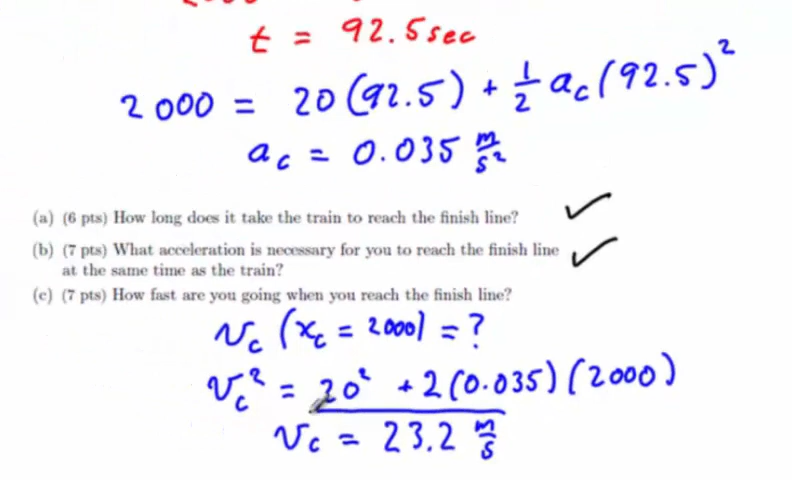 t = 92.5 sec
2000 = 20(92.5) + 1/2 a_c(92.5)²
a_c = 0.035 m/s²
(a) (6 pts) How long does it take the train to reach the finish line? ✓
(b) (7 pts) What acceleration is necessary for you to reach the finish line ✓
at the same time as the train?
(c) (7 pts) How fast are you going when you reach the finish line?
v_c (x_c = 2000) = ?
v_c² = 20² + 2(0.035)(2000)
v_c = 23.2 m/s